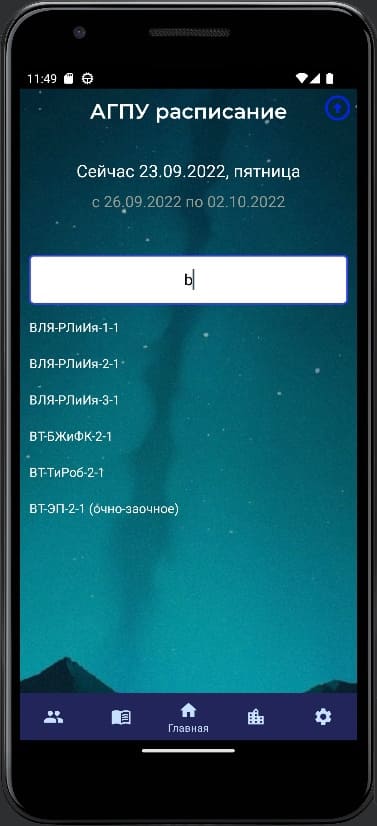 11:49
АГПУ расписание
Сейчас 23.09.2022, пятница
с 26.09.2022 по 02.10.2022
b
ВЛЯ-РЛиИя-1-1
ВЛЯ-РЛиИя-2-1
ВЛЯ-РЛиИя-3-1
ВТ-БЖиФК-2-1
ВТ-ТиРоб-2-1
ВТ-ЭП-2-1 (очно-заочное)
Главная